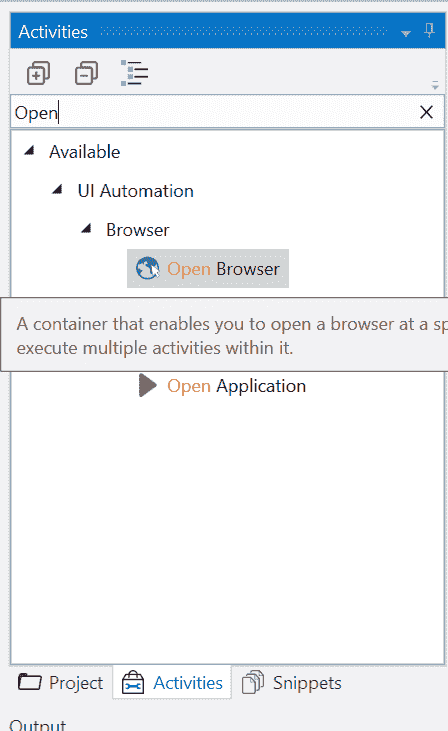 Activities
Open
Available
UI Automation
Browser
Open Browser
A container that enables you to open a browser at a
execute multiple activities within it.
Open Application
Project Activities Snippets
Output